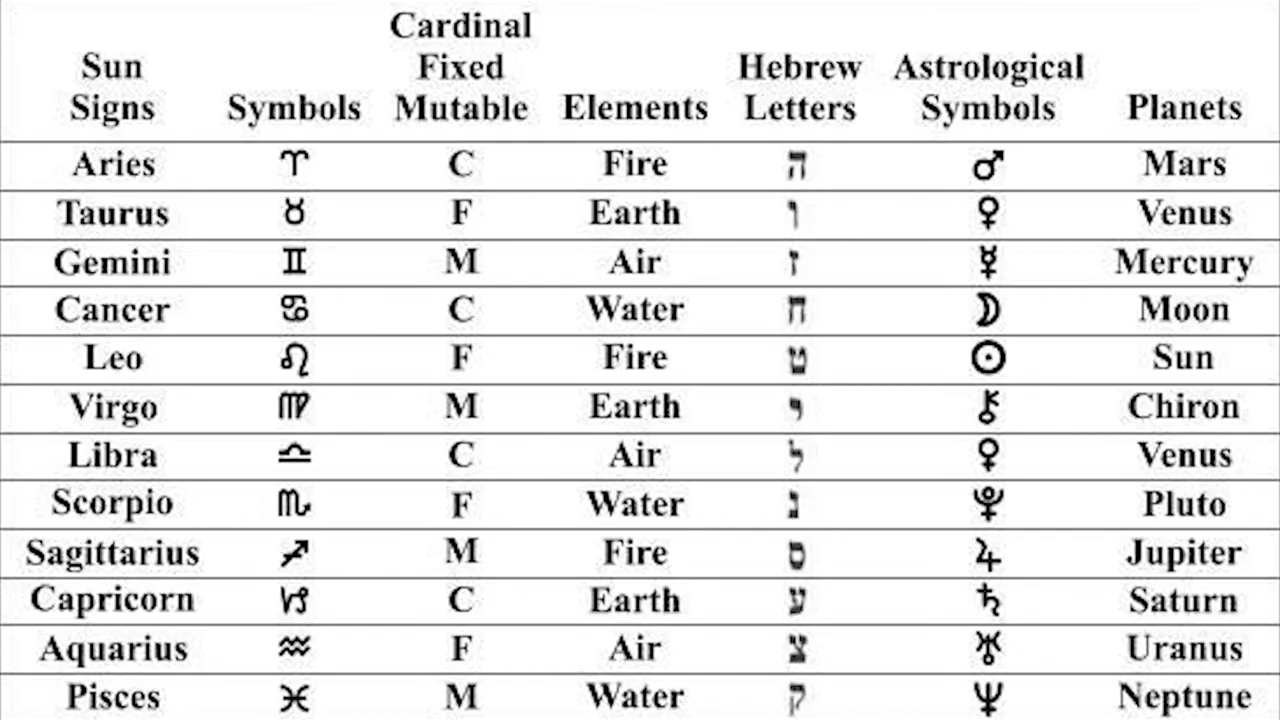 Sun Signs Symbols Cardinal Fixed Mutable Elements Hebrew Letters Astrological Symbols Planets
Aries ♈ C Fire ה ♂ Mars
Taurus ♉ F Earth ו ♀ Venus
Gemini ♊ M Air ז ☿ Mercury
Cancer ♋ C Water ח ☽ Moon
Leo ♌ F Fire ט ☉ Sun
Virgo ♍ M Earth י ⚷ Chiron
Libra ♎ C Air ל ♀ Venus
Scorpio ♏ F Water נ ♇ Pluto
Sagittarius ♐ M Fire ס ♃ Jupiter
Capricorn ♑ C Earth ע ♄ Saturn
Aquarius ♒ F Air צ ♅ Uranus
Pisces ♓ M Water ק ♆ Neptune